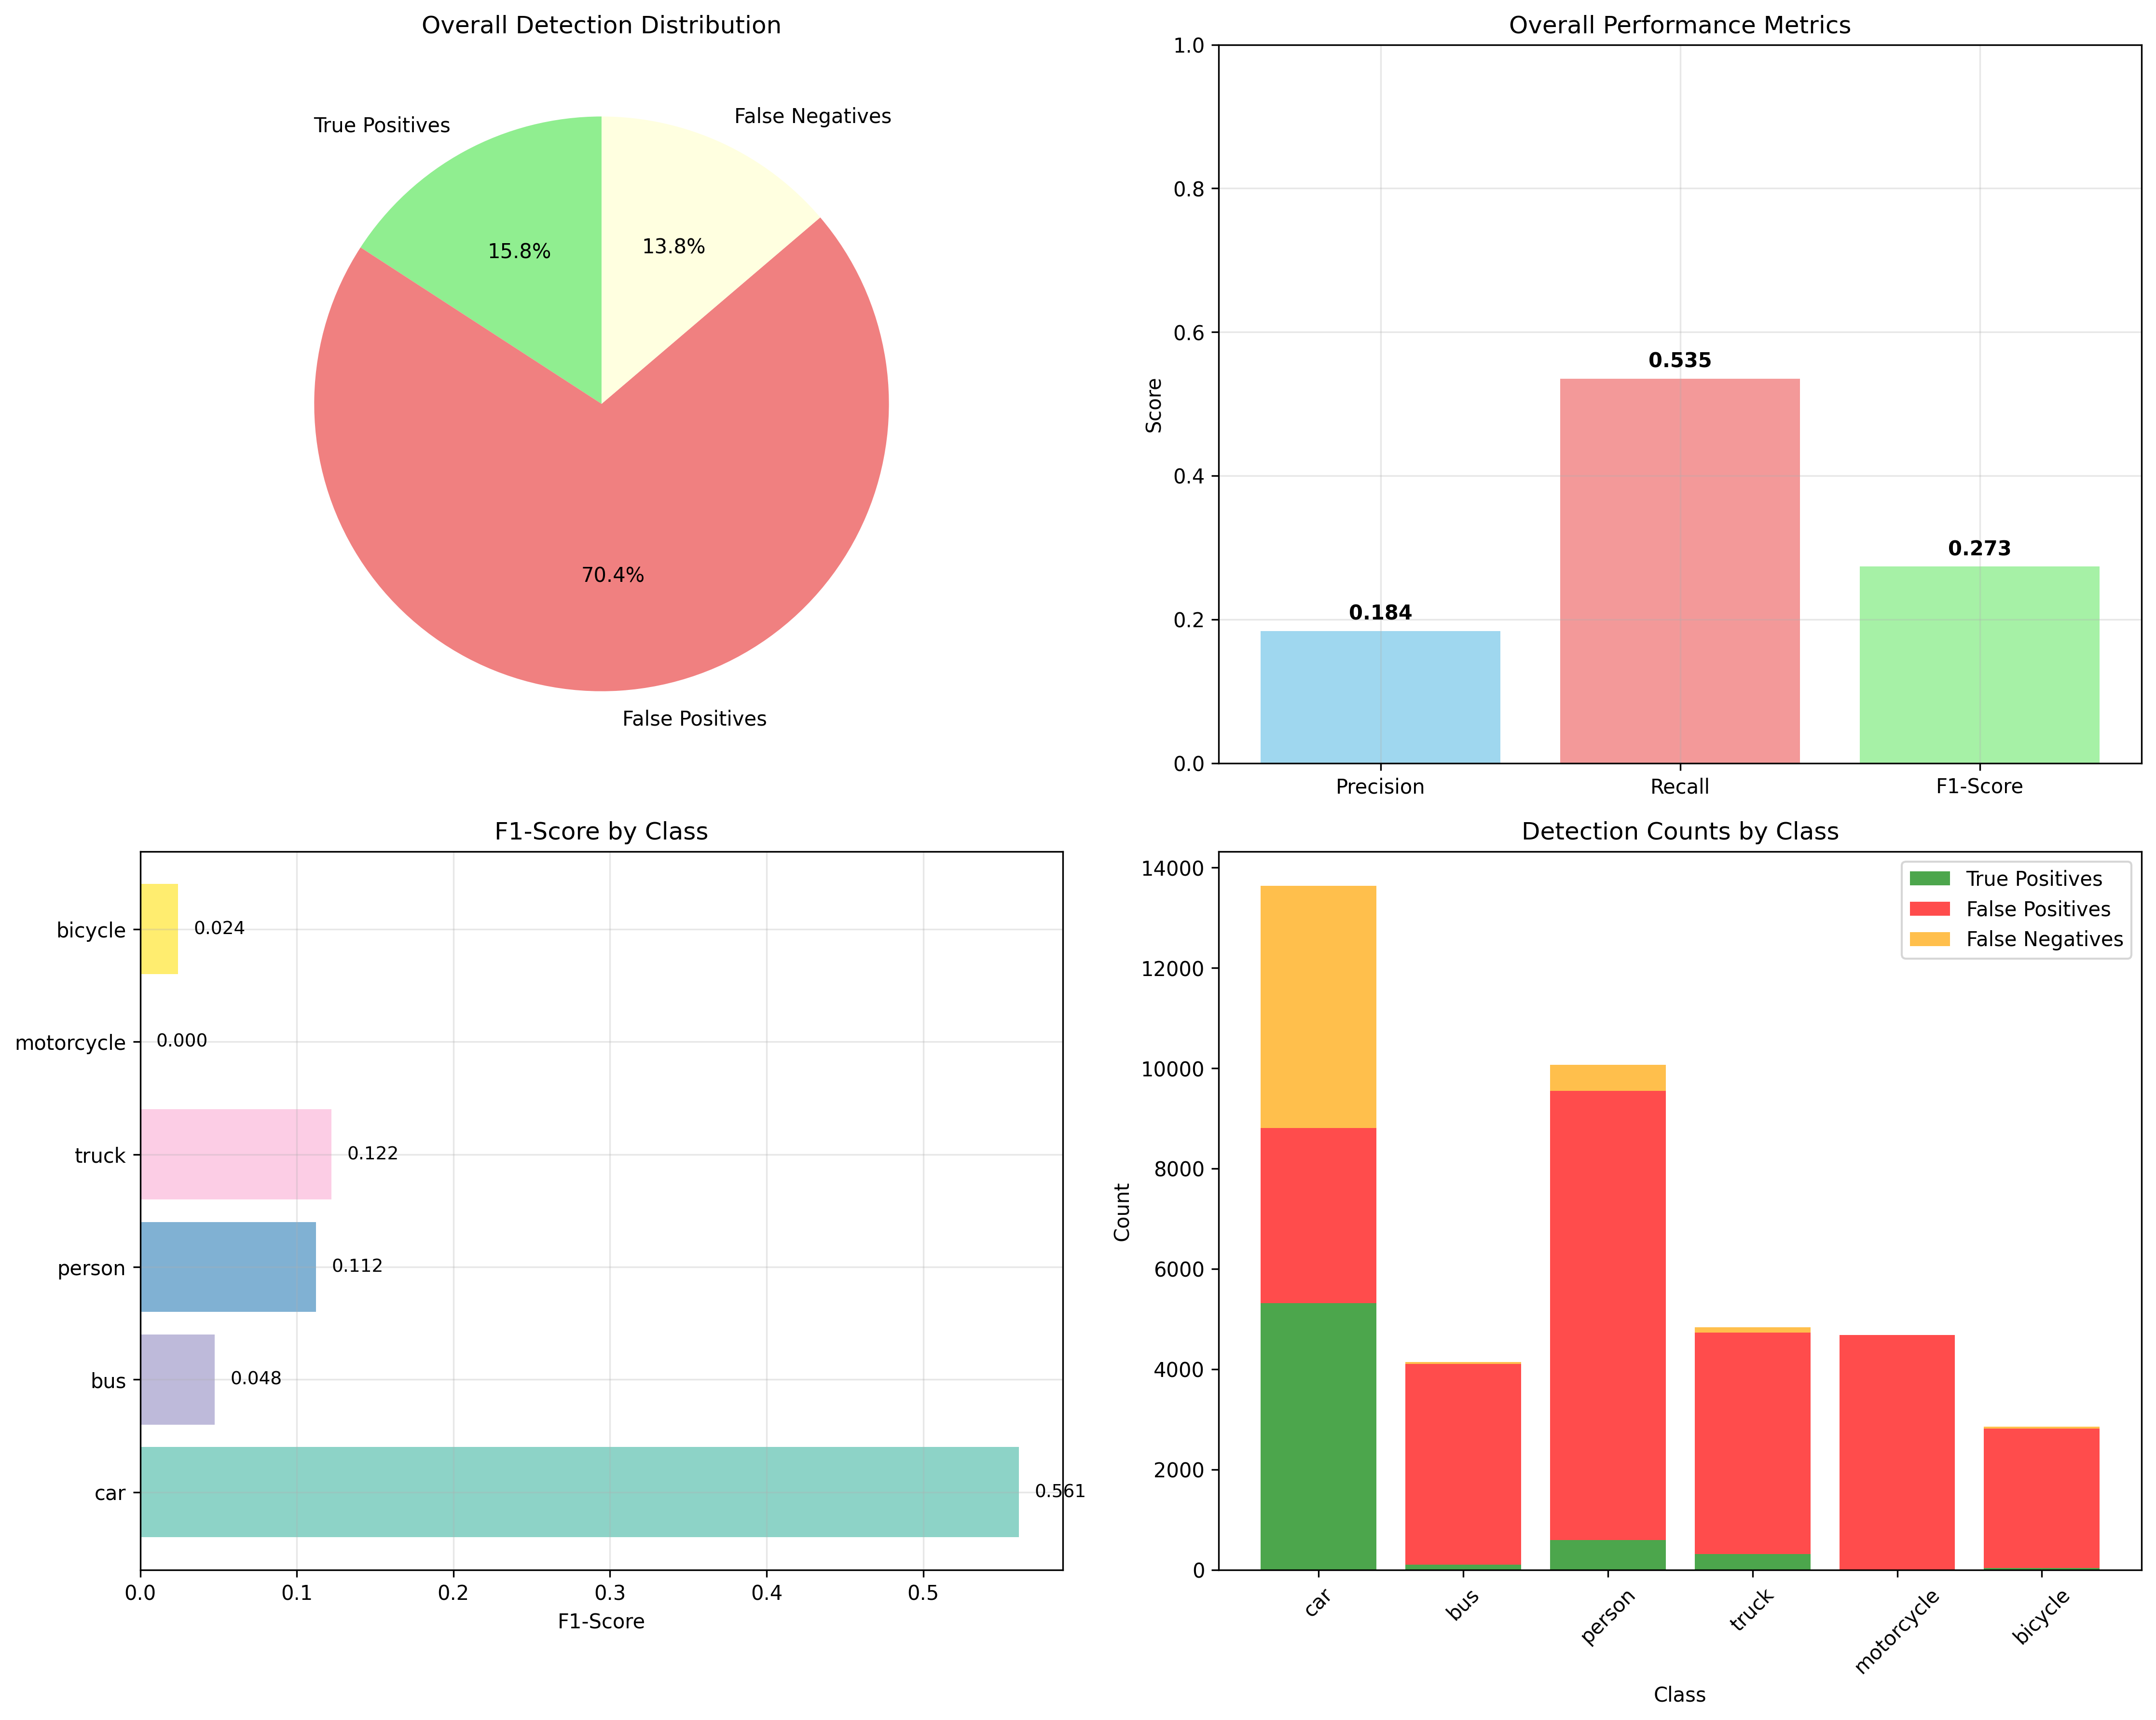 Overall Detection Distribution
True Positives
False Negatives
15.8%
13.8%
70.4%
False Positives
Overall Performance Metrics
Score
1.0
0.8
0.6
0.4
0.2
0.0
0.184
0.535
0.273
Precision
Recall
F1-Score
F1-Score by Class
bicycle
0.024
motorcycle
0.000
truck
0.122
person
0.112
bus
0.048
car
0.561
0.0
0.1
0.2
0.3
0.4
0.5
F1-Score
Detection Counts by Class
Count
14000
12000
10000
8000
6000
4000
2000
0
True Positives
False Positives
False Negatives
car
bus
person
truck
motorcycle
bicycle
Class